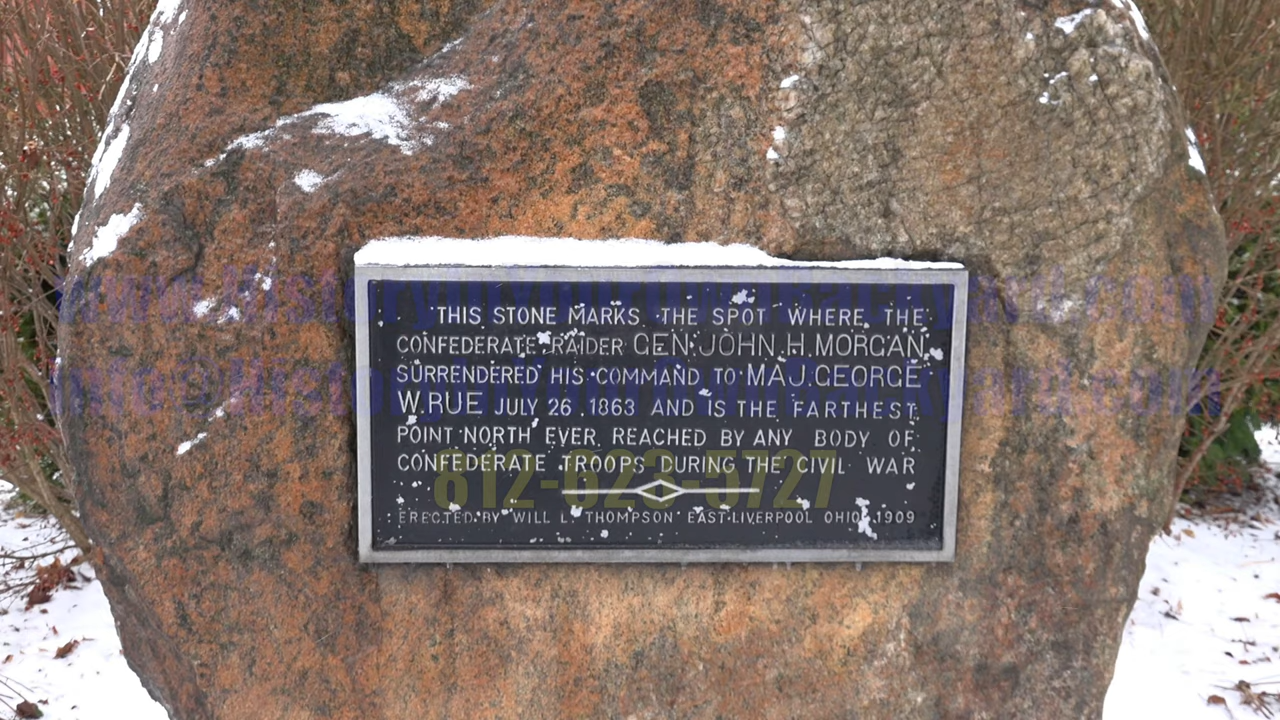 THIS STONE MARKS THE SPOT WHERE THE
CONFEDERATE RAIDER GEN. JOHN. H. MORGAN
SURRENDERED HIS COMMAND TO MAJ. GEORGE
W. RUE JULY 26, 1863 AND IS THE FARTHEST
POINT NORTH EVER REACHED BY ANY BODY OF
CONFEDERATE TROOPS DURING THE CIVIL WAR
812-623-5727
ERECTED BY WILL L. THOMPSON EAST LIVERPOOL OHIO, 1909